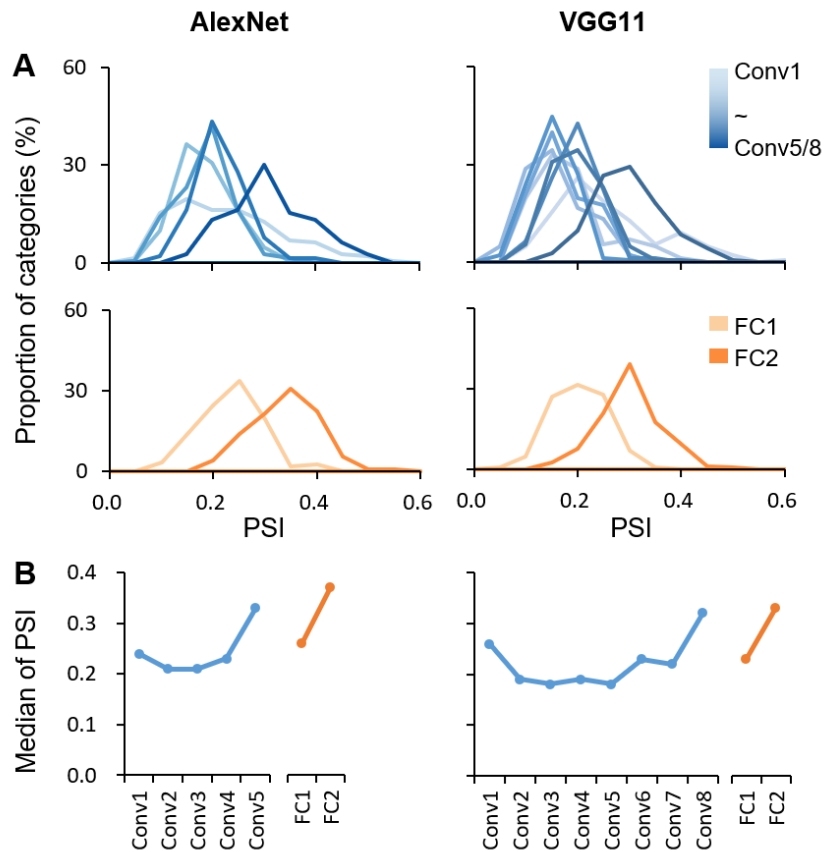 AlexNet VGG11
A
Proportion of categories (%)
60
30
0
Conv1
~
Conv5/8
60
30
0
FC1
FC2
0.0 0.2 0.4 0.6
0.0 0.2 0.4 0.6
PSI PSI
B
Median of PSI
0.4
0.3
0.2
0.1
0.0
Conv1 Conv2 Conv3 Conv4 Conv5 FC1 FC2
Conv1 Conv2 Conv3 Conv4 Conv5 Conv6 Conv7 Conv8 FC1 FC2